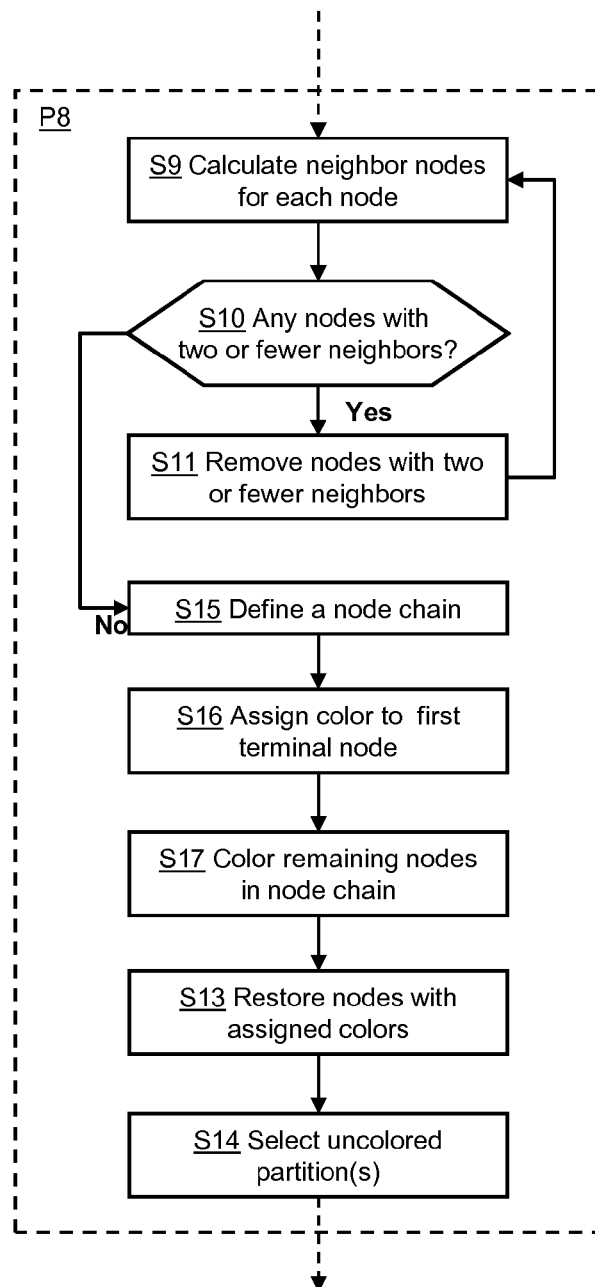 P8
S9 Calculate neighbor nodes
for each node
S10 Any nodes with
two or fewer neighbors?
Yes
S11 Remove nodes with two
or fewer neighbors
No
S15 Define a node chain
S16 Assign color to first
terminal node
S17 Color remaining nodes
in node chain
S13 Restore nodes with
assigned colors
S14 Select uncolored
partition(s)